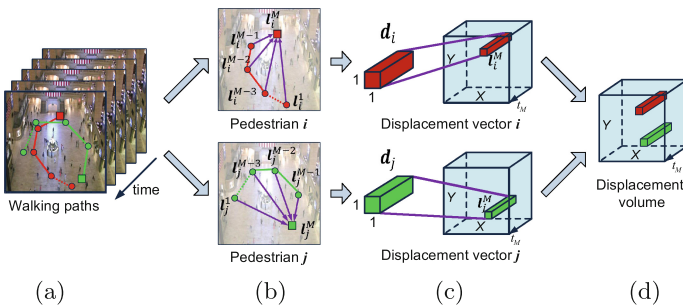 l_i^M
l_i^{M-1}
l_i^{M-2}
l_i^{M-3}
l_i^1
Pedestrian i
d_i
1
1
Y
l_i^M
X
t_M
Displacement vector i
time
Walking paths
l_j^{M-2}
l_j^{M-3}
l_j^{M-1}
l_j^1
l_j^M
Pedestrian j
d_j
1
1
Y
l_i^M
X
t_M
Displacement vector j
Y
X
t_M
Displacement
volume
(a)
(b)
(c)
(d)